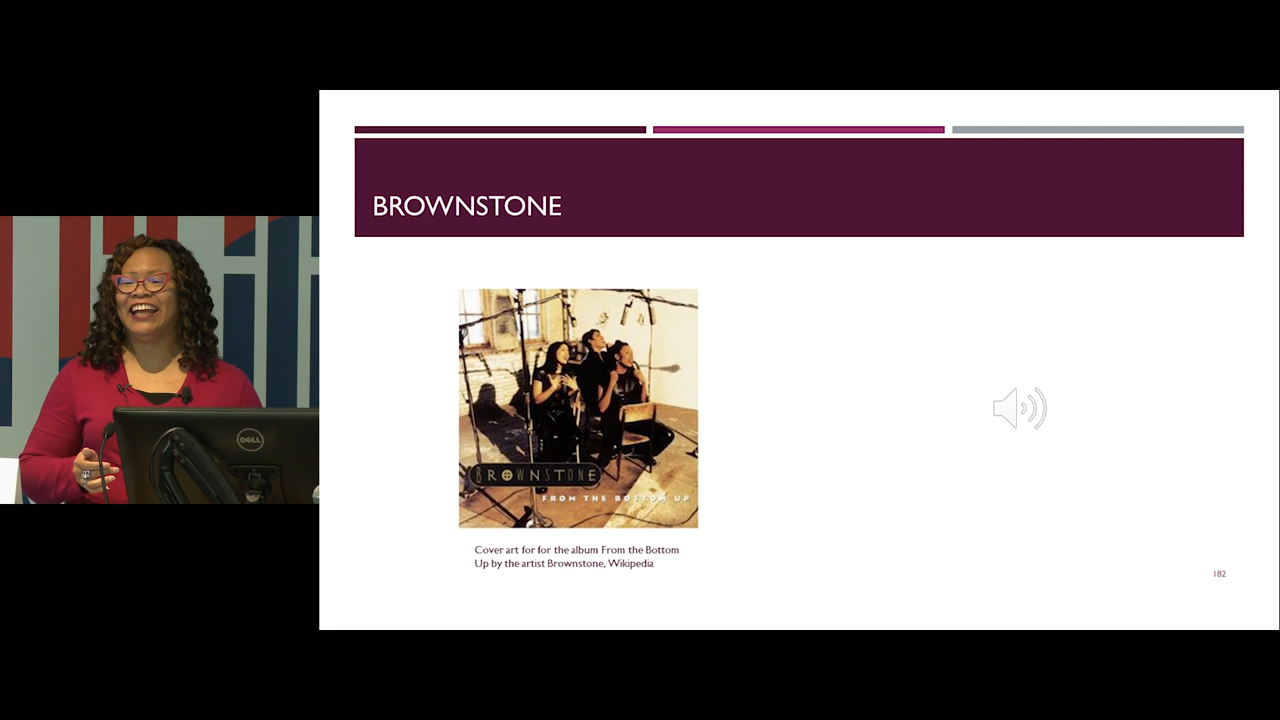 BROWNSTONE
DELL
BROWNSTONE
FROM THE BOTTOM UP
Cover art for for the album From the Bottom
Up by the artist Brownstone, Wikipedia
182